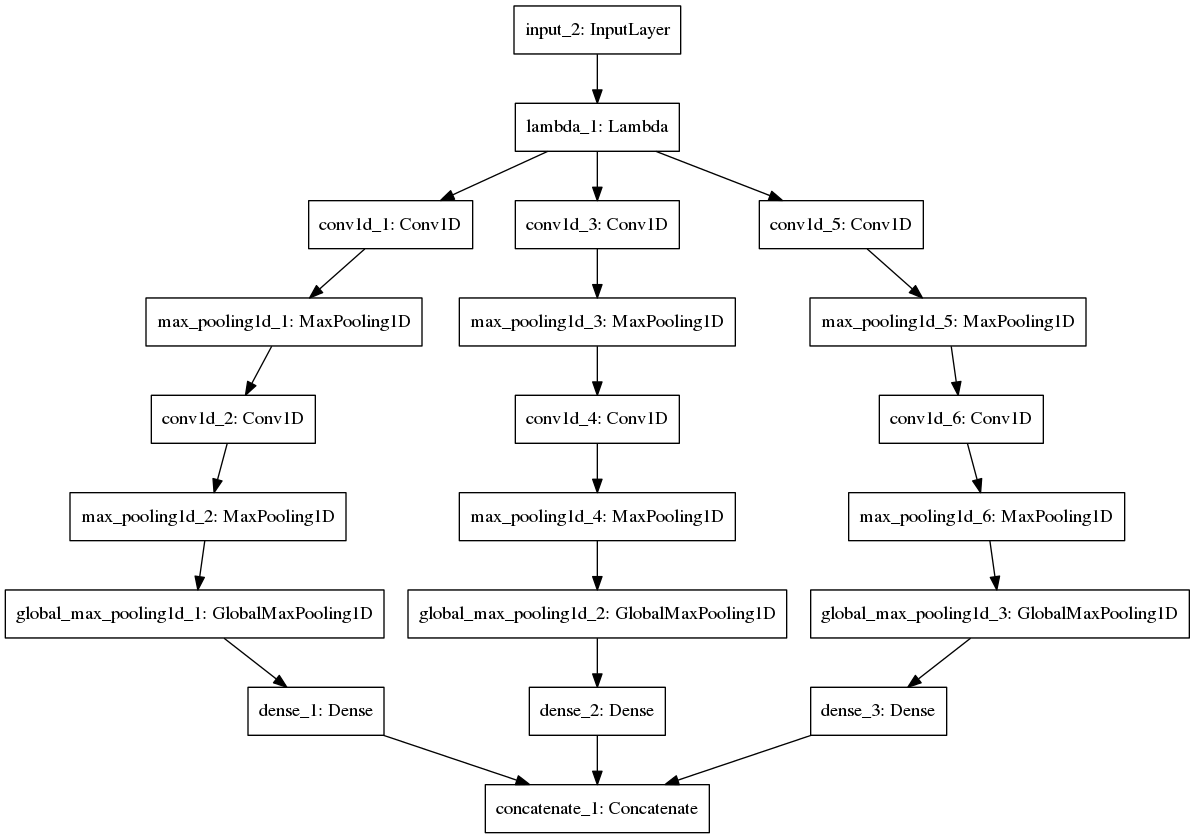 input_2: InputLayer
lambda_1: Lambda
conv1d_1: Conv1D
conv1d_3: Conv1D
conv1d_5: Conv1D
max_pooling1d_1: MaxPooling1D
max_pooling1d_3: MaxPooling1D
max_pooling1d_5: MaxPooling1D
conv1d_2: Conv1D
conv1d_4: Conv1D
conv1d_6: Conv1D
max_pooling1d_2: MaxPooling1D
max_pooling1d_4: MaxPooling1D
max_pooling1d_6: MaxPooling1D
global_max_pooling1d_1: GlobalMaxPooling1D
global_max_pooling1d_2: GlobalMaxPooling1D
global_max_pooling1d_3: GlobalMaxPooling1D
dense_1: Dense
dense_2: Dense
dense_3: Dense
concatenate_1: Concatenate